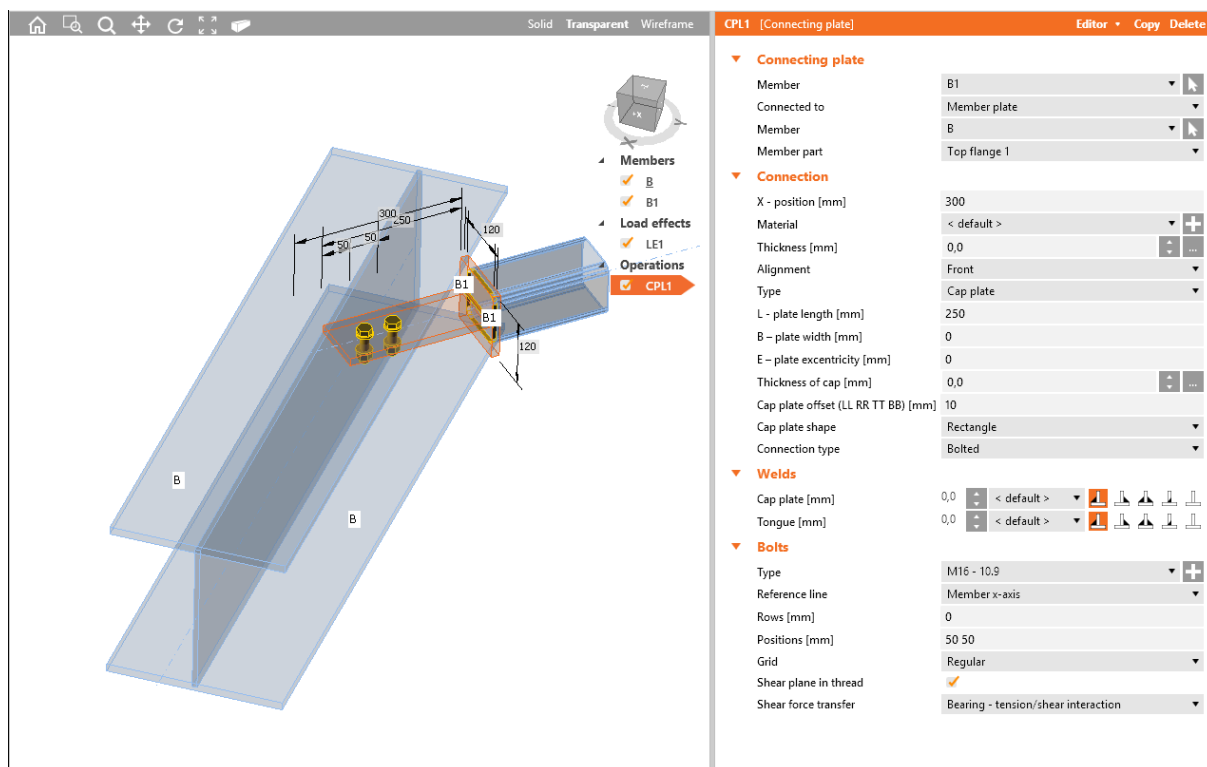 Solid Transparent Wireframe
CPL1 [Connecting plate] Editor Copy Delete
Members
B
B1
Load effects
LE1
Operations
CPL1
300
250
50
50
120
B1
B1
120
B
B
Connecting plate
Member B1
Connected to Member plate
Member B
Member part Top flange 1
Connection
X - position [mm] 300
Material < default >
Thickness [mm] 0,0
Alignment Front
Type Cap plate
L - plate length [mm] 250
B – plate width [mm] 0
E – plate excentricity [mm] 0
Thickness of cap [mm] 0,0
Cap plate offset (LL RR TT BB) [mm] 10
Cap plate shape Rectangle
Connection type Bolted
Welds
Cap plate [mm] 0,0 < default >
Tongue [mm] 0,0 < default >
Bolts
Type M16 - 10.9
Reference line Member x-axis
Rows [mm] 0
Positions [mm] 50 50
Grid Regular
Shear plane in thread
Shear force transfer Bearing - tension/shear interaction